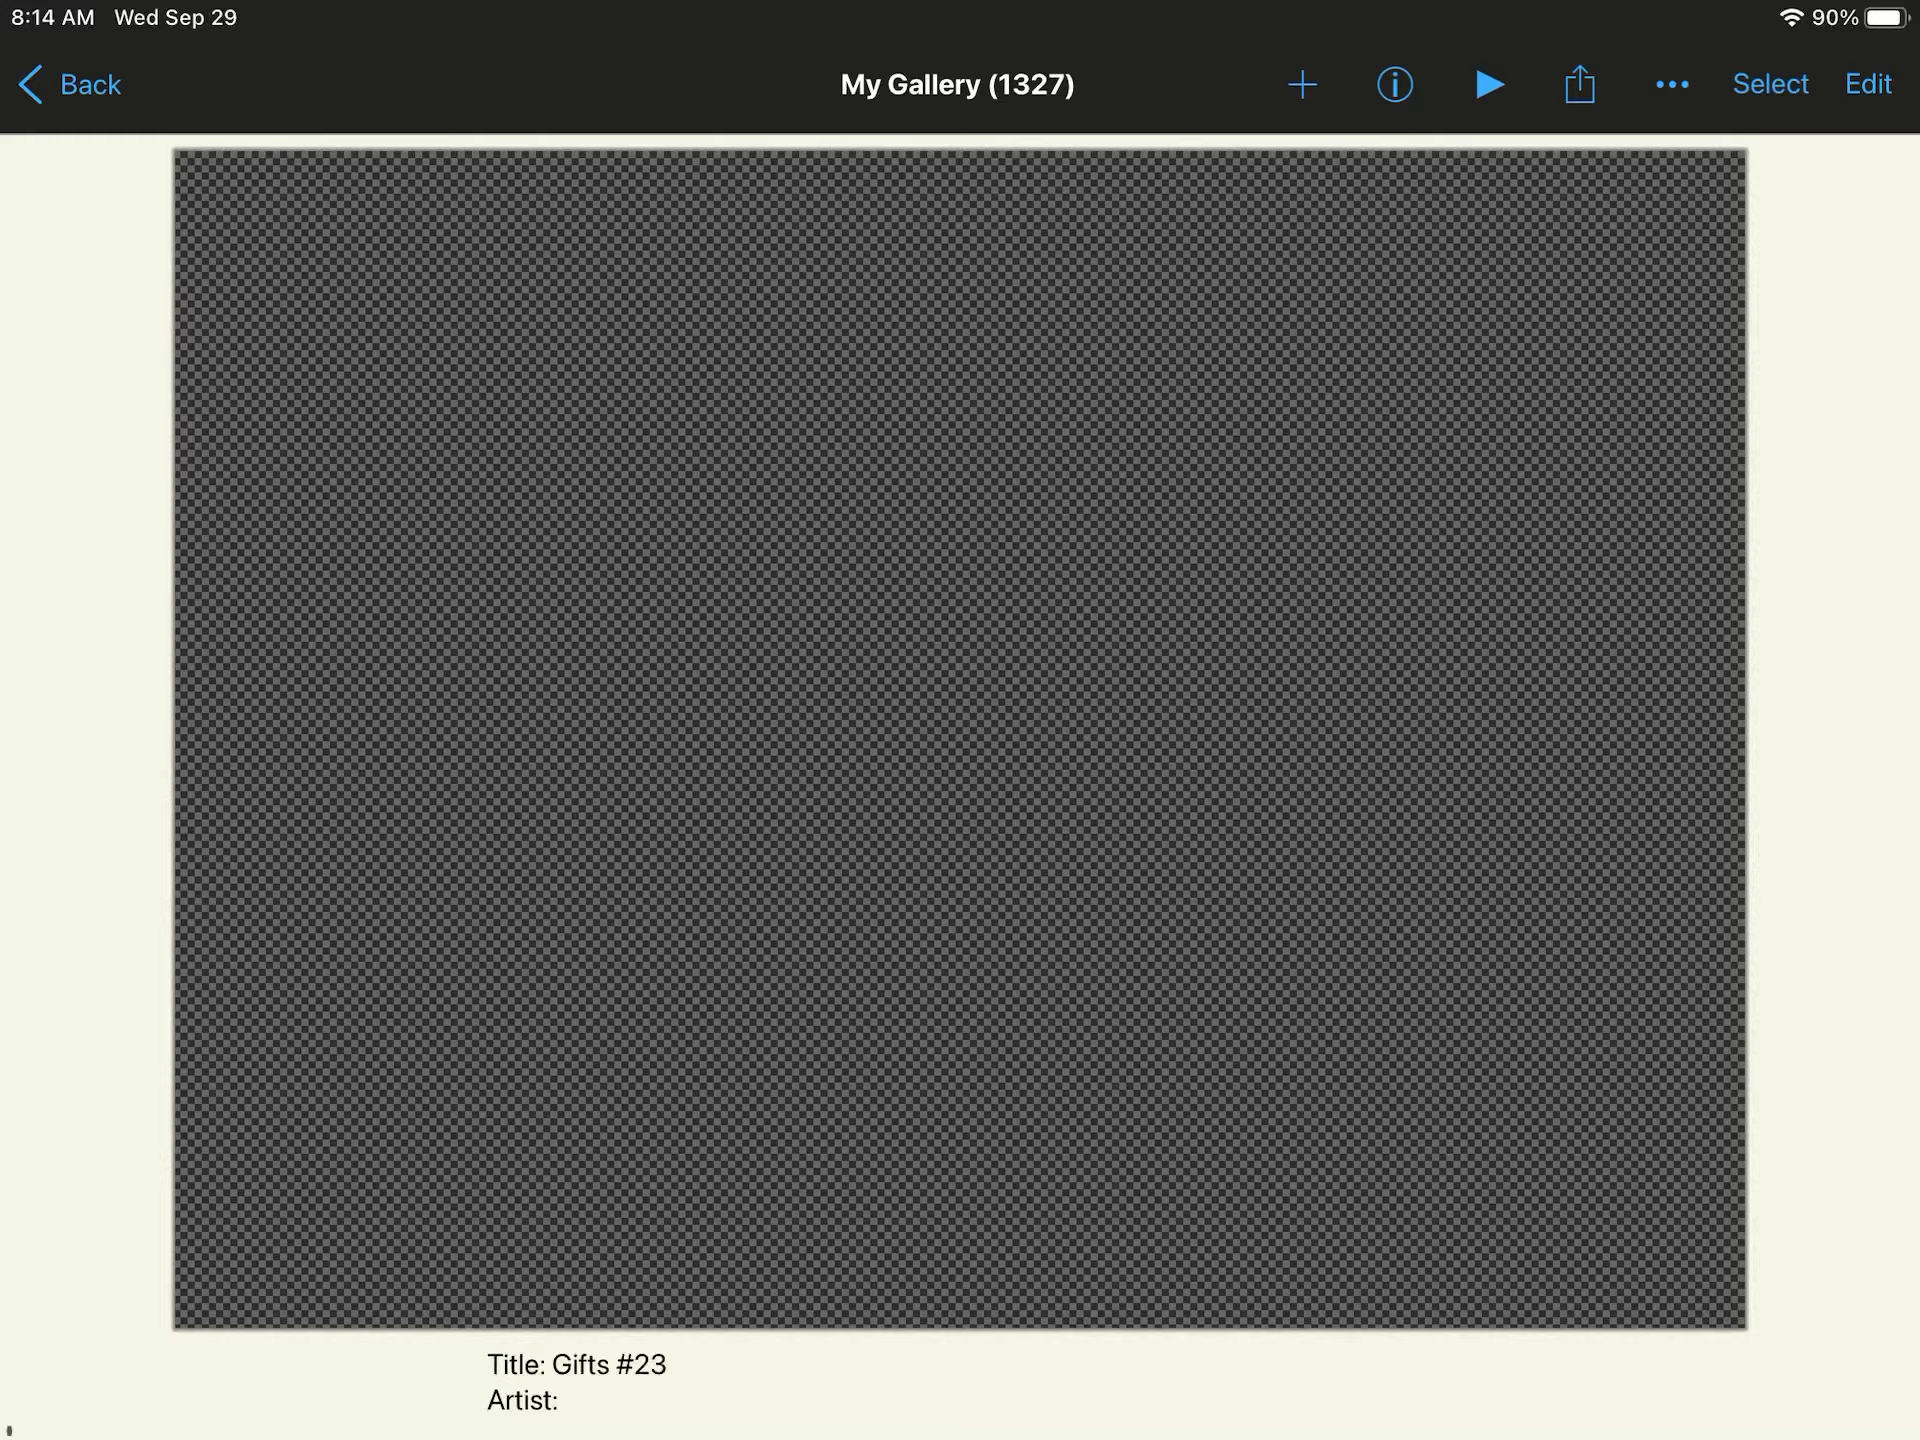 8:14 AM Wed Sep 29
90%
Back
My Gallery (1327)
Select
Edit
Title: Gifts #23
Artist: